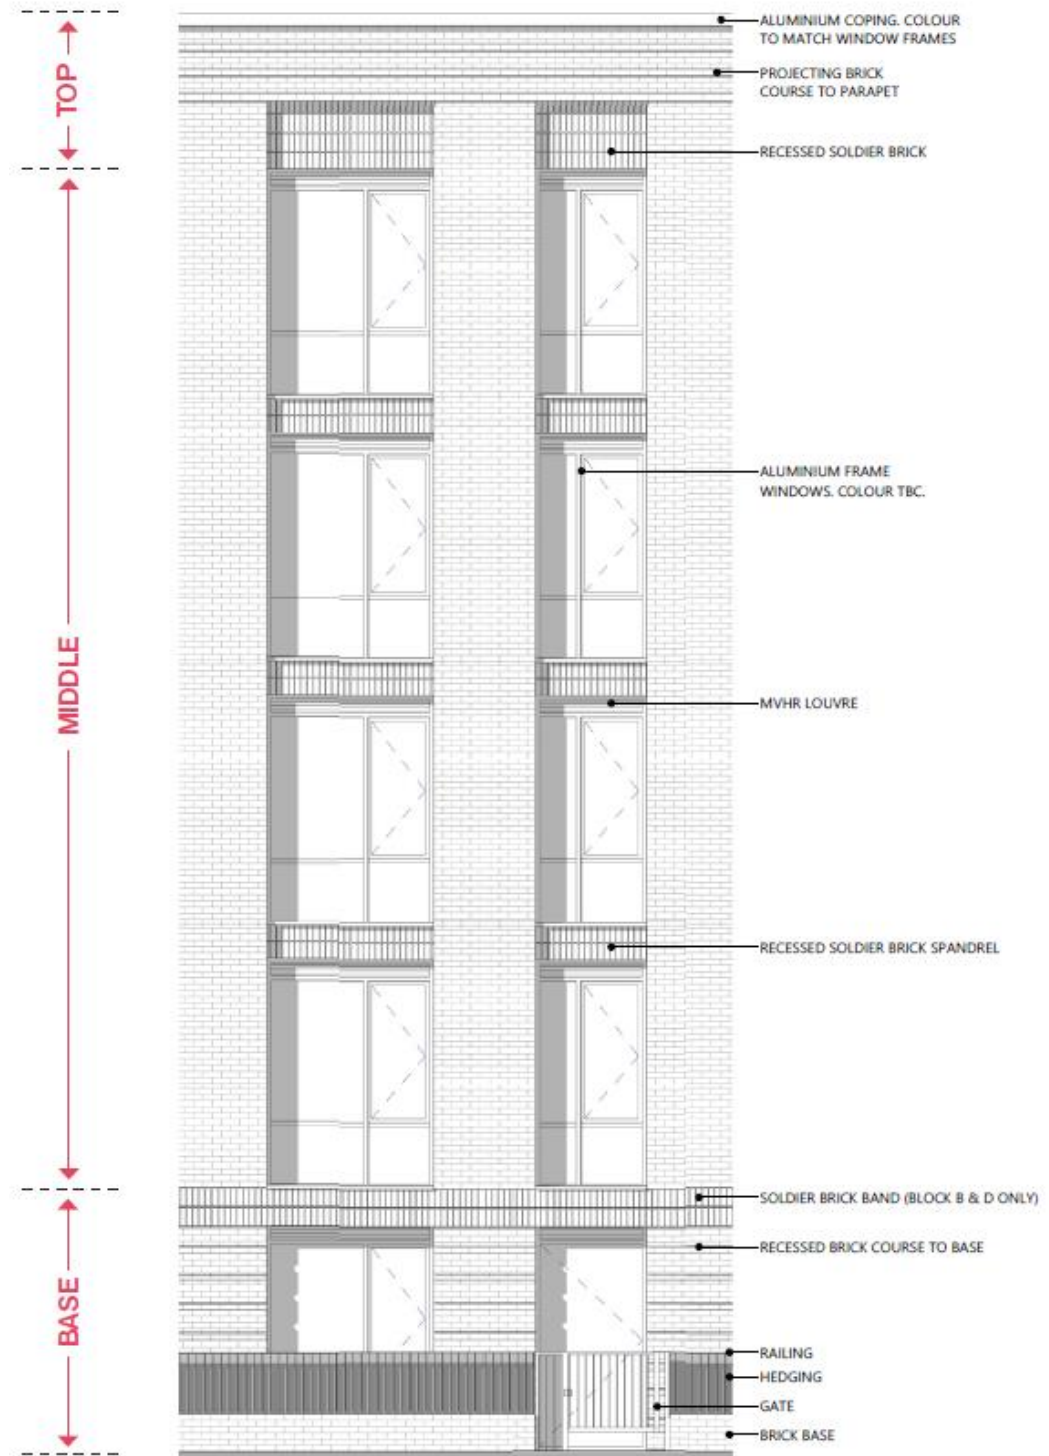 ALUMINIUM COPING. COLOUR
TO MATCH WINDOW FRAMES
TOP
PROJECTING BRICK
COURSE TO PARAPET
RECESSED SOLDIER BRICK
ALUMINIUM FRAME
WINDOWS. COLOUR TBC.
MIDDLE
MVHR LOUVRE
RECESSED SOLDIER BRICK SPANDREL
SOLDIER BRICK BAND (BLOCK B & D ONLY)
RECESSED BRICK COURSE TO BASE
BASE
RAILING
HEDGING
GATE
BRICK BASE